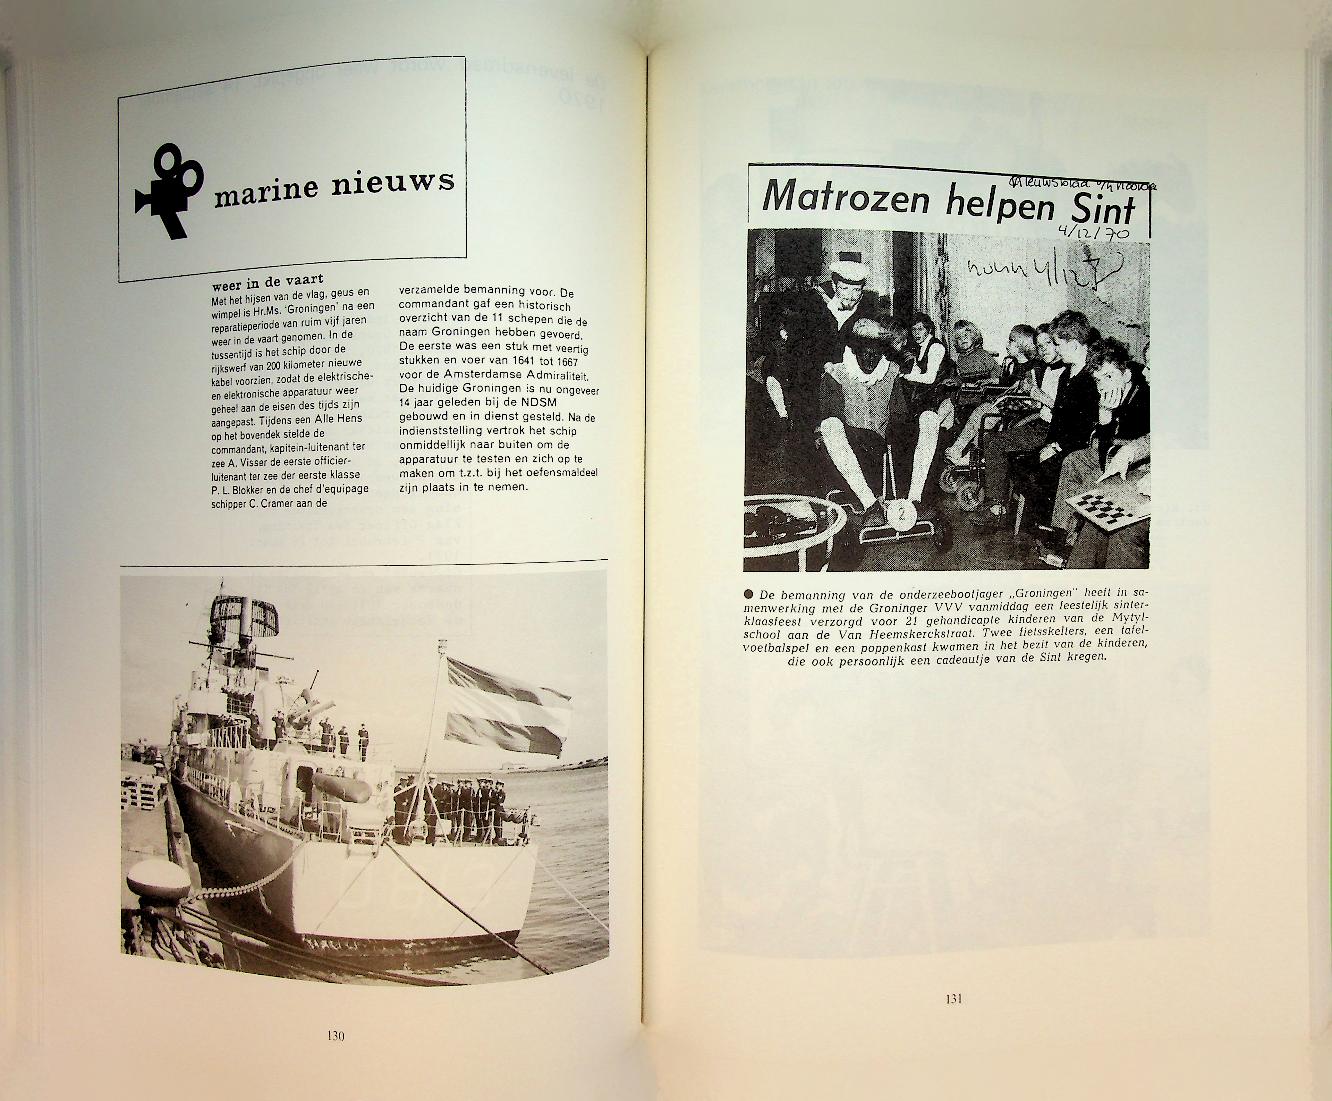 marine nieuws
weer in de vaart
Met het hijsen van de vlag, geus en
wimpel is Hr.Ms. 'Groningen' na een
reparatieperiode van ruim vijf jaren
weer in de vaart genomen. In de
tussentijd is het schip door de
rijkswerf van 200 kilometer nieuwe
kabel voorzien, zodat de elektrische-
en elektronische apparatuur weer
geheel aan de eisen des tijds zijn
aangepast. Tijdens een Alle Hens
op het bovendek stelde de
commandant, kapitein-luitenant ter
zee A. Visser de eerste officier-
luitenant ter zee der eerste klasse
P. L. Blokker en de chef d'equipage
schipper C. Cramer aan de
verzamelde bemanning voor. De
commandant gaf een historisch
overzicht van de 11 schepen die de
naam Groningen hebben gevoerd.
De eerste was een stuk met veertig
stukken en voer van 1641 tot 1667
voor de Amsterdamse Admiraliteit.
De huidige Groningen is nu ongeveer
14 jaar geleden bij de NDSM
gebouwd en in dienst gesteld. Na de
indienststelling vertrok het schip
onmiddellijk naar buiten om de
apparatuur te testen en zich op te
maken om t.z.t. bij het oefensmaldeel
zijn plaats in te nemen.
130
Nieuwsblad v/h Noorden
Matrozen helpen Sint
4/12/70
2
● De bemanning van de onderzeebootjager „Groningen" heeft in sa-
menwerking met de Groninger VVV vanmiddag een feestelijk sinter-
klaasfeest verzorgd voor 21 gehandicapte kinderen van de Mytyl-
school aan de Van Heemskerckstraat. Twee fietsskelters, een tafel-
voetbalspel en een poppenkast kwamen in het bezit van de kinderen,
die ook persoonlijk een cadeautje van de Sint kregen.
131